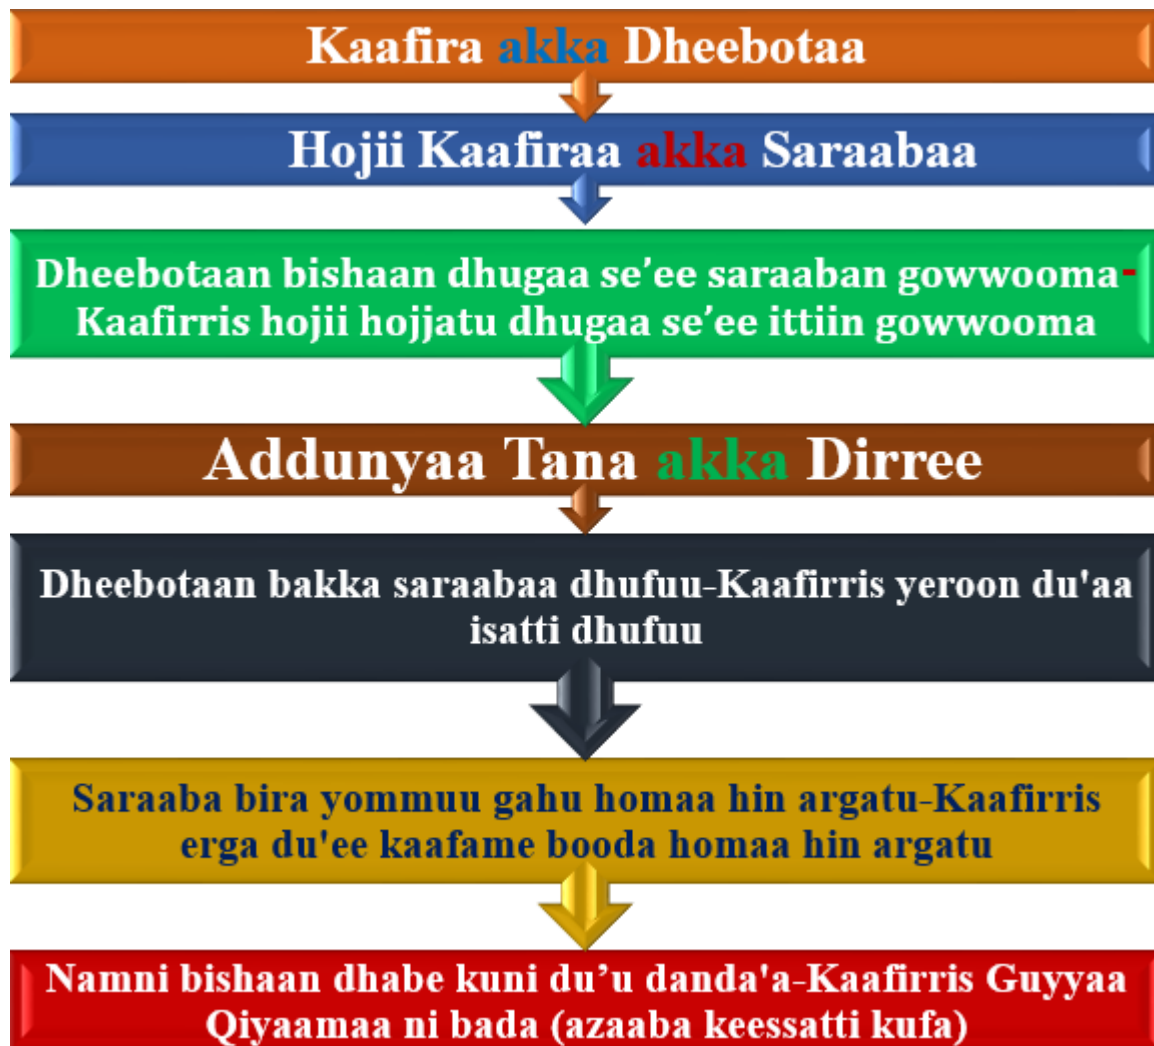 Kaafira akka Dheebotaa
Hojii Kaafiraa akka Saraabaa
Dheebotaan bishaan dhugaa se’ee saraaban gowwooma-
Kaafirris hojii hojjatu dhugaa se’ee ittiin gowwooma
Addunyaa Tana akka Dirree
Dheebotaan bakka saraabaa dhufuu-Kaafirris yeroon du'aa
isatti dhufuu
Saraaba bira yommuu gahu homaa hin argatu-Kaafirris
erga du'ee kaafame booda homaa hin argatu
Namni bishaan dhabe kuni du’u danda'a-Kaafirris Guyyaa
Qiyaamaa ni bada (azaaba keessatti kufa)